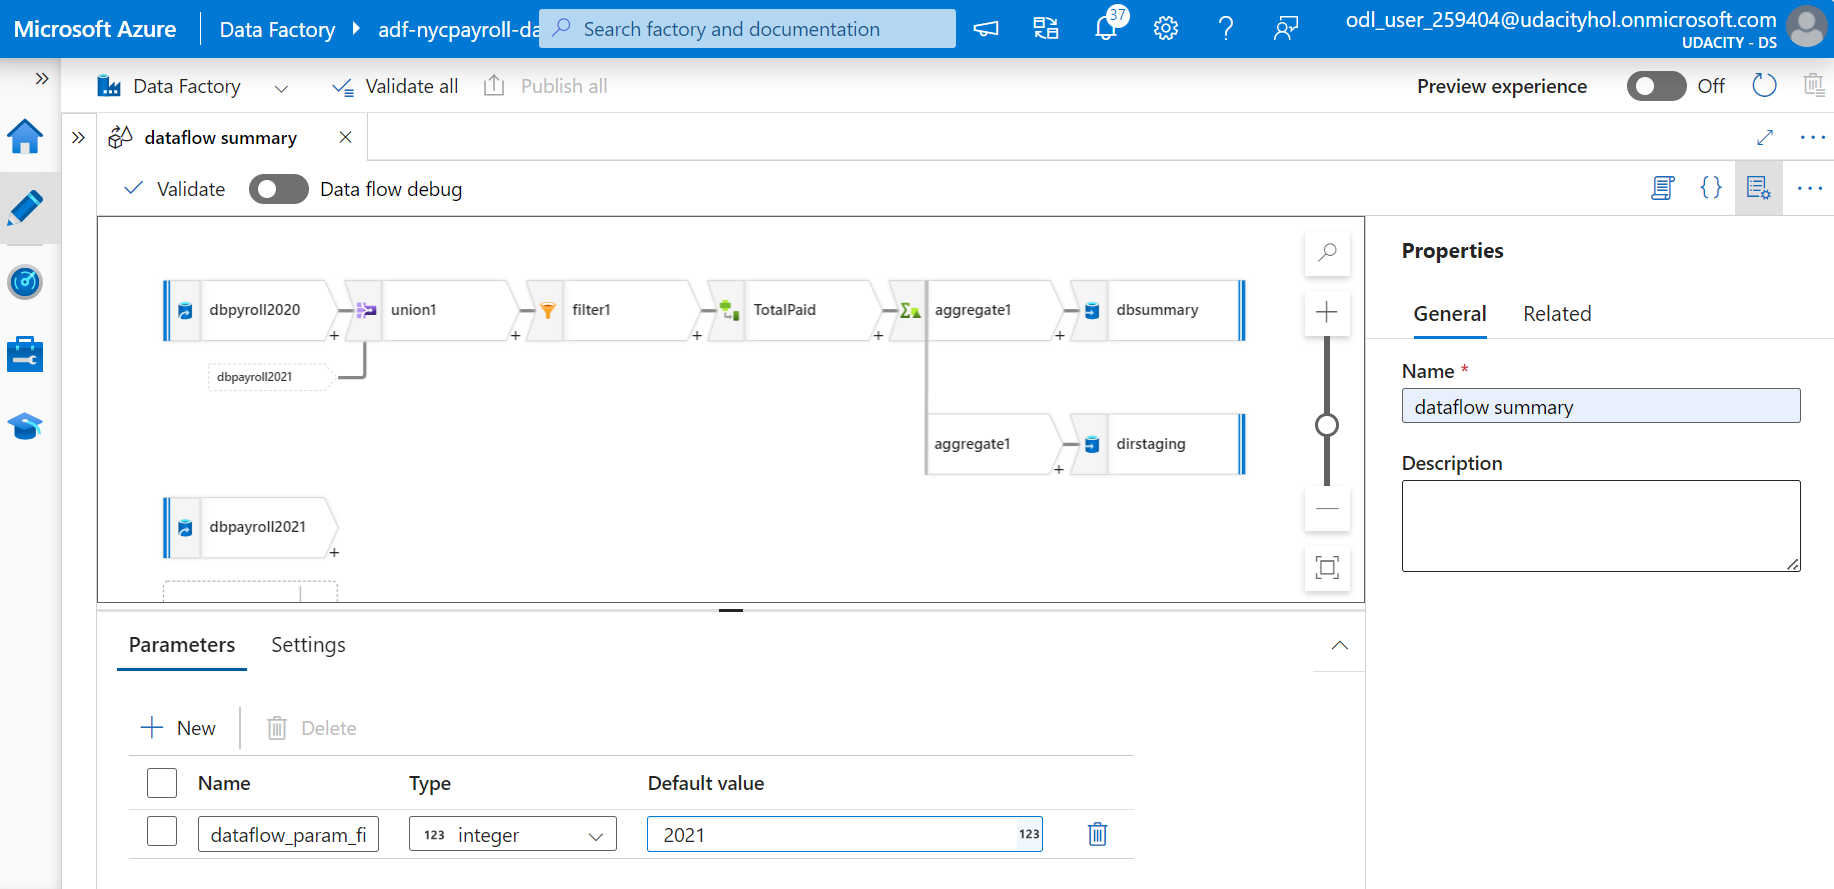 Microsoft Azure
Data Factory
adf-nycpayroll-da
Search factory and documentation
37
odl_user_259404@udacityhol.onmicrosoft.com
UDACITY - DS
Data Factory
Validate all
Publish all
Preview experience
Off
dataflow summary
Validate
Data flow debug
dbpyroll2020
union1
filter1
TotalPaid
aggregate1
dbsummary
dbpayroll2021
aggregate1
dirstaging
dbpayroll2021
Properties
General
Related
Name *
dataflow summary
Description
Parameters
Settings
New
Delete
Name
Type
Default value
dataflow_param_fi
123 integer
2021
123